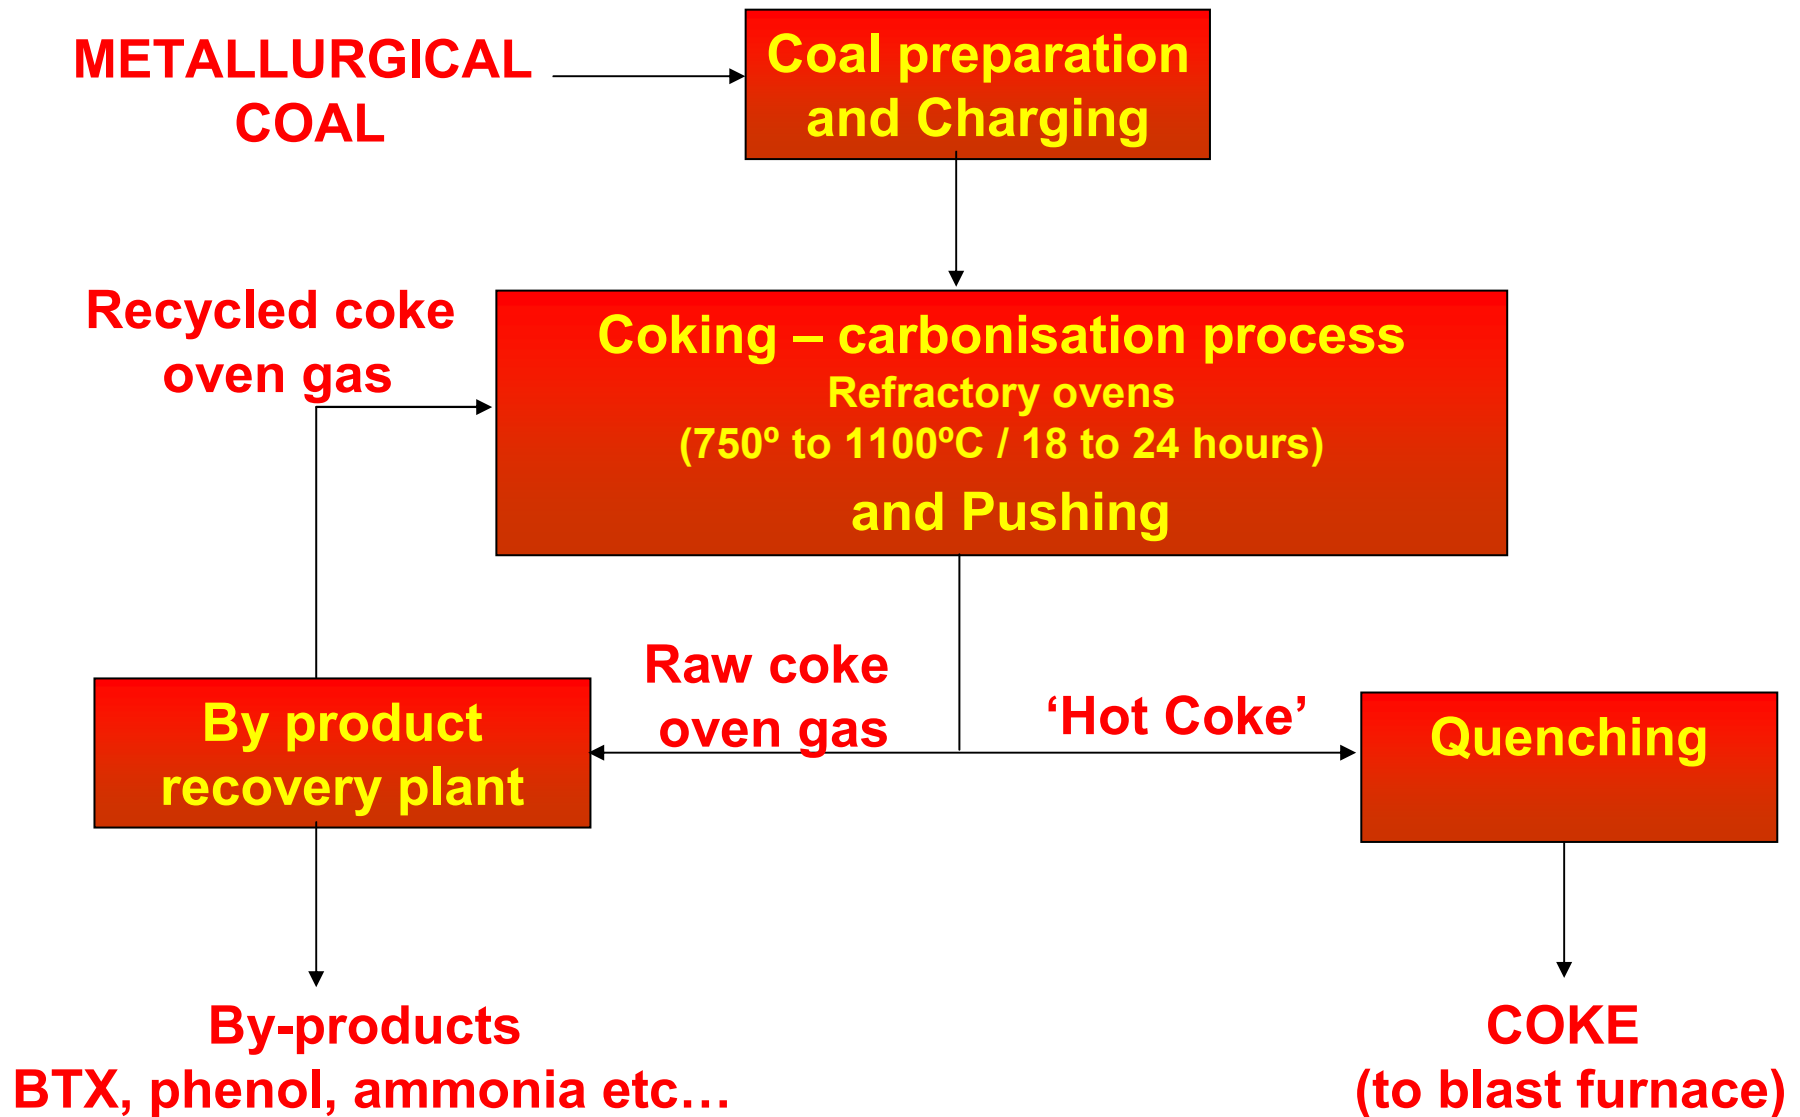 METALLURGICAL
COAL
Coal preparation
and Charging
Recycled coke
oven gas
Coking – carbonisation process
Refractory ovens
(750º to 1100ºC / 18 to 24 hours)
and Pushing
Raw coke
oven gas
‘Hot Coke’
By product
recovery plant
Quenching
By-products
BTX, phenol, ammonia etc…
COKE
(to blast furnace)